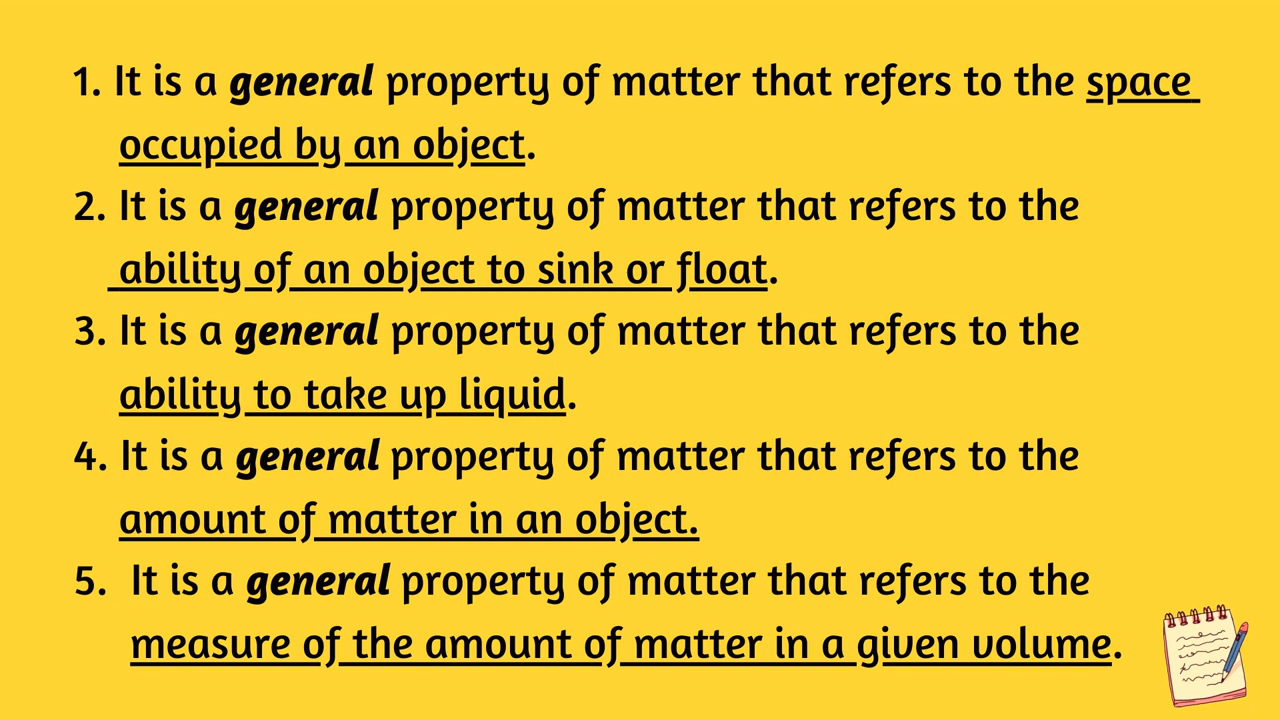 1. It is a general property of matter that refers to the space
occupied by an object.
2. It is a general property of matter that refers to the
ability of an object to sink or float.
3. It is a general property of matter that refers to the
ability to take up liquid.
4. It is a general property of matter that refers to the
amount of matter in an object.
5. It is a general property of matter that refers to the
measure of the amount of matter in a given volume.